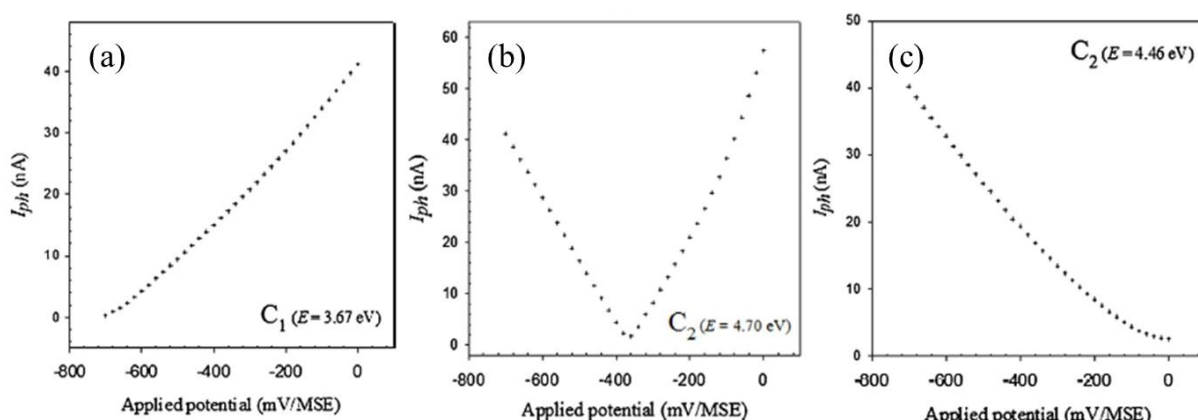 (a)
I_ph (nA)
40
30
20
10
0
-800 -600 -400 -200 0
Applied potential (mV/MSE)
C₁ (E = 3.67 eV)
(b)
I_ph (nA)
60
50
40
30
20
10
0
-800 -600 -400 -200 0
Applied potential (mV/MSE)
C₂ (E = 4.70 eV)
(c)
I_ph (nA)
50
40
30
20
10
0
-800 -600 -400 -200 0
Applied potential (mV/MSE)
C₂ (E = 4.46 eV)